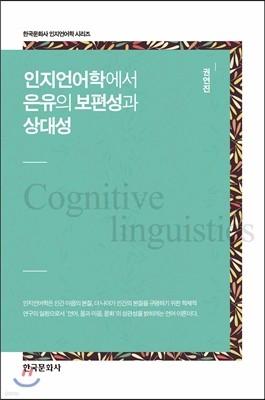 한국문화사 인지언어학 시리즈
인지언어학에서
은유의 보편성과
상대성
권연진
Cognitive
linguistics
인지언어학은 인간 마음의 본질, 더 나아가 인간의 본질을 규명하기 위한 학제적
연구의 일환으로서 '언어, 몸과 마음, 문화'의 상관성을 밝히려는 언어 이론이다.
한국문화사